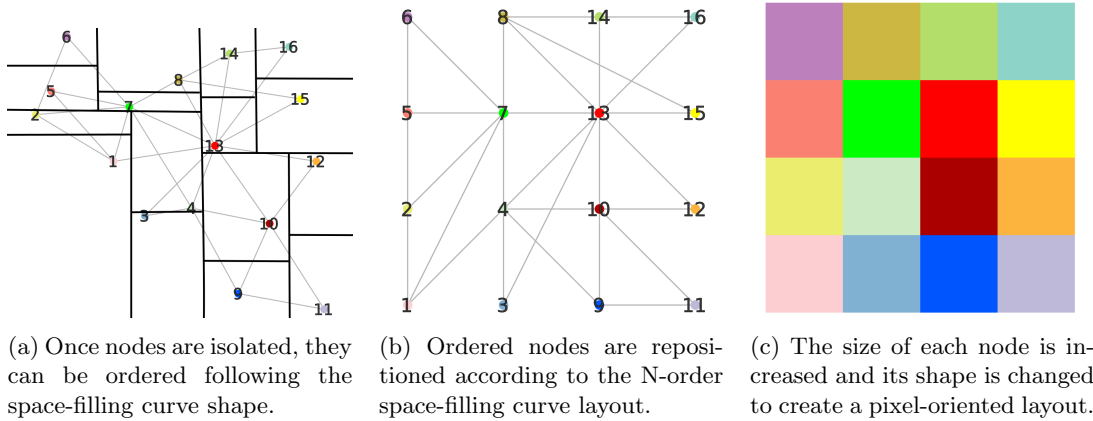 6
14
16
8
5
7
15
2
13
1
12
3
4
10
9
11
6 8 14 16
5 7 13 15
2 4 10 12
1 3 9 11
(a) Once nodes are isolated, they
can be ordered following the
space-filling curve shape.
(b) Ordered nodes are reposi-
tioned according to the N-order
space-filling curve layout.
(c) The size of each node is in-
creased and its shape is changed
to create a pixel-oriented layout.